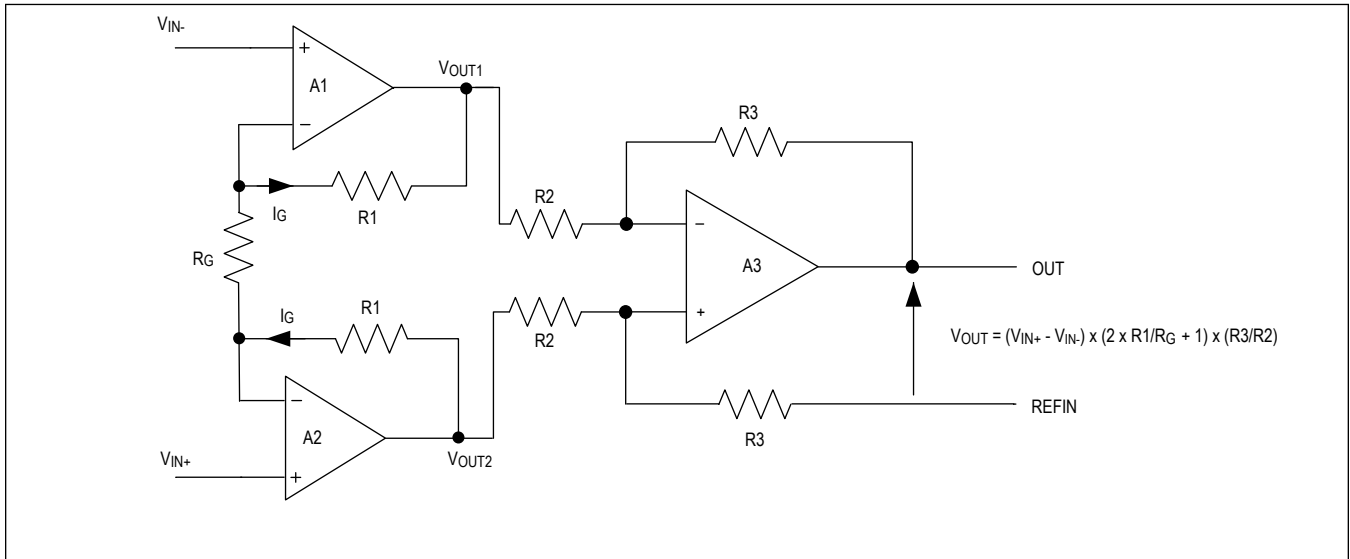 VIN-
+
A1
−
VOUT1
R3
IG
R1
R2
−
RG
A3
OUT
IG
R1
R2
+
VOUT = (VIN+ - VIN-) x (2 x R1/RG + 1) x (R3/R2)
−
A2
R3
REFIN
VIN+
+
VOUT2